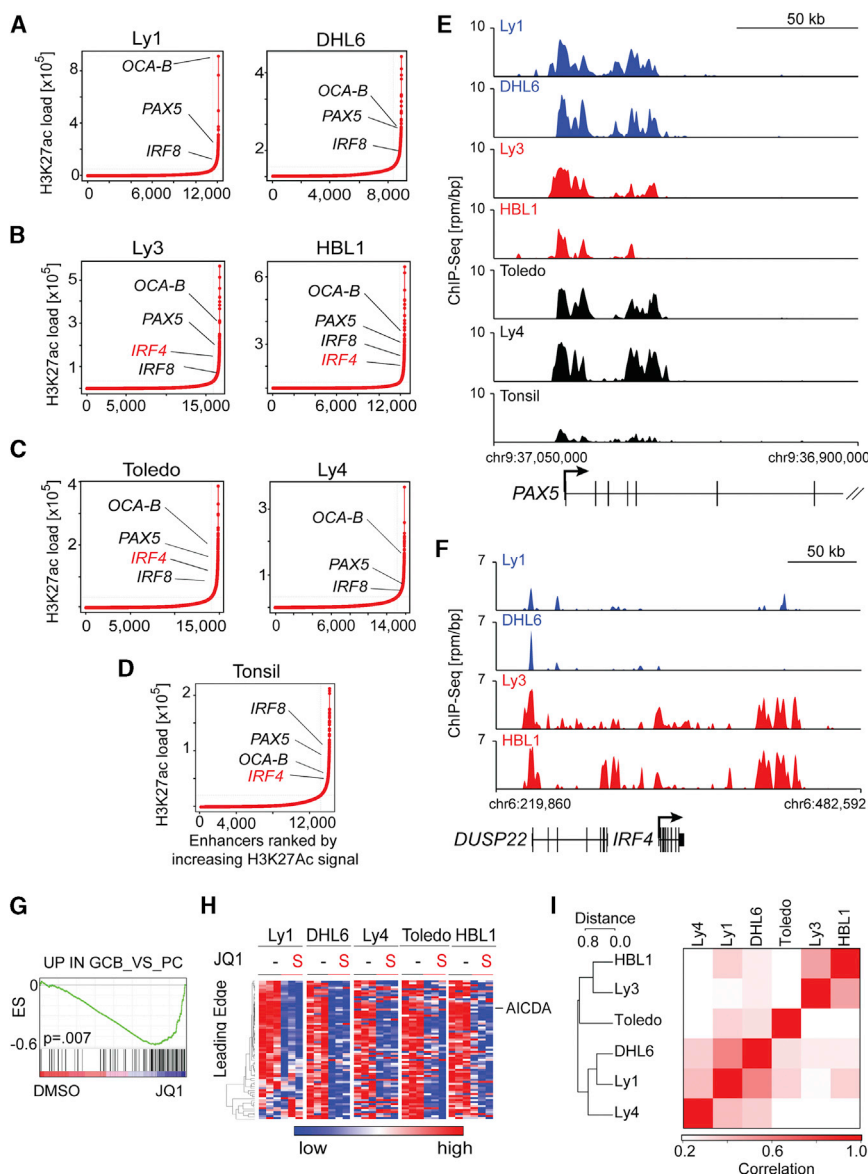 A
Ly1
DHL6
H3K27ac load [x10⁵]
8
4
0
OCA-B
PAX5
IRF8
0 6,000 12,000
4
2
OCA-B
PAX5
IRF8
0 4,000 8,000
B
Ly3
HBL1
H3K27ac load [x10⁵]
5
3
1
OCA-B
PAX5
IRF4
IRF8
0 5,000 15,000
6
3
OCA-B
PAX5
IRF8
IRF4
0 6,000 12,000
C
Toledo
Ly4
H3K27ac load [x10⁵]
4
2
0
OCA-B
PAX5
IRF4
IRF8
0 5,000 15,000
3
1
OCA-B
PAX5
IRF8
0 6,000 14,000
D
Tonsil
H3K27ac load [x10⁵]
2
1
0
IRF8
PAX5
OCA-B
IRF4
0 4,000 12,000
Enhancers ranked by
increasing H3K27Ac signal
E
50 kb
ChIP-Seq [rpm/bp]
10 Ly1
10 DHL6
10 Ly3
10 HBL1
10 Toledo
10 Ly4
10 Tonsil
chr9:37,050,000 chr9:36,900,000
PAX5
F
50 kb
ChIP-Seq [rpm/bp]
7 Ly1
7 DHL6
7 Ly3
7 HBL1
chr6:219,860 chr6:482,592
DUSP22 IRF4
G
UP IN GCB_VS_PC
ES
0
-0.6
p=.007
DMSO JQ1
H
Ly1 DHL6 Ly4 Toledo HBL1
JQ1 - S - S - S - S - S
Leading Edge
AICDA
low high
I
Distance
0.8 0.0
Ly4 Ly1 DHL6 Toledo Ly3 HBL1
HBL1
Ly3
Toledo
DHL6
Ly1
Ly4
0.2 0.6 1.0
Correlation